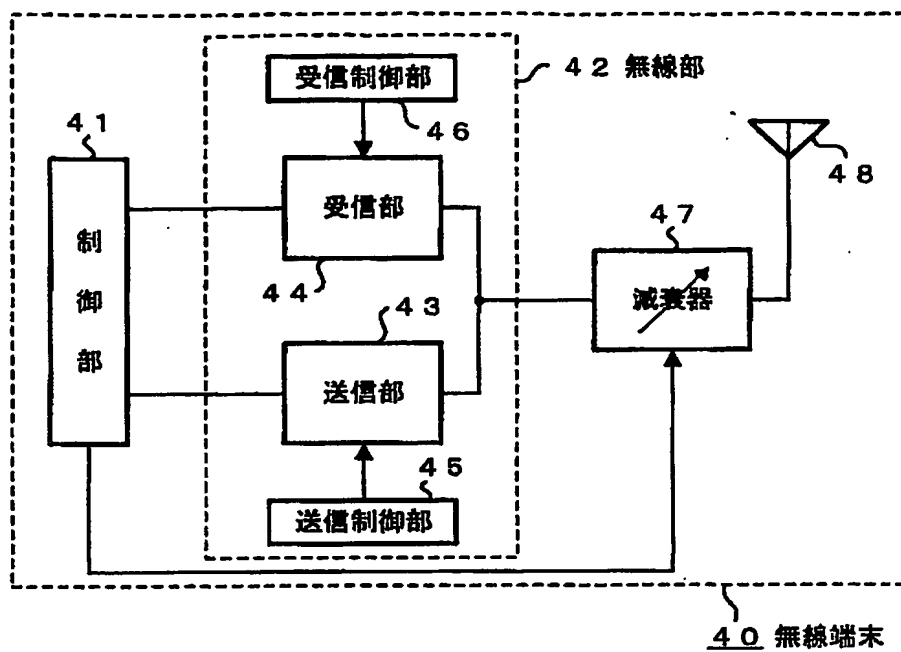 受信制御部
４２ 無線部
４６
４１
４８
受信部
４７
制御部
４４
減衰器
４３
送信部
４５
送信制御部
４０ 無線端末